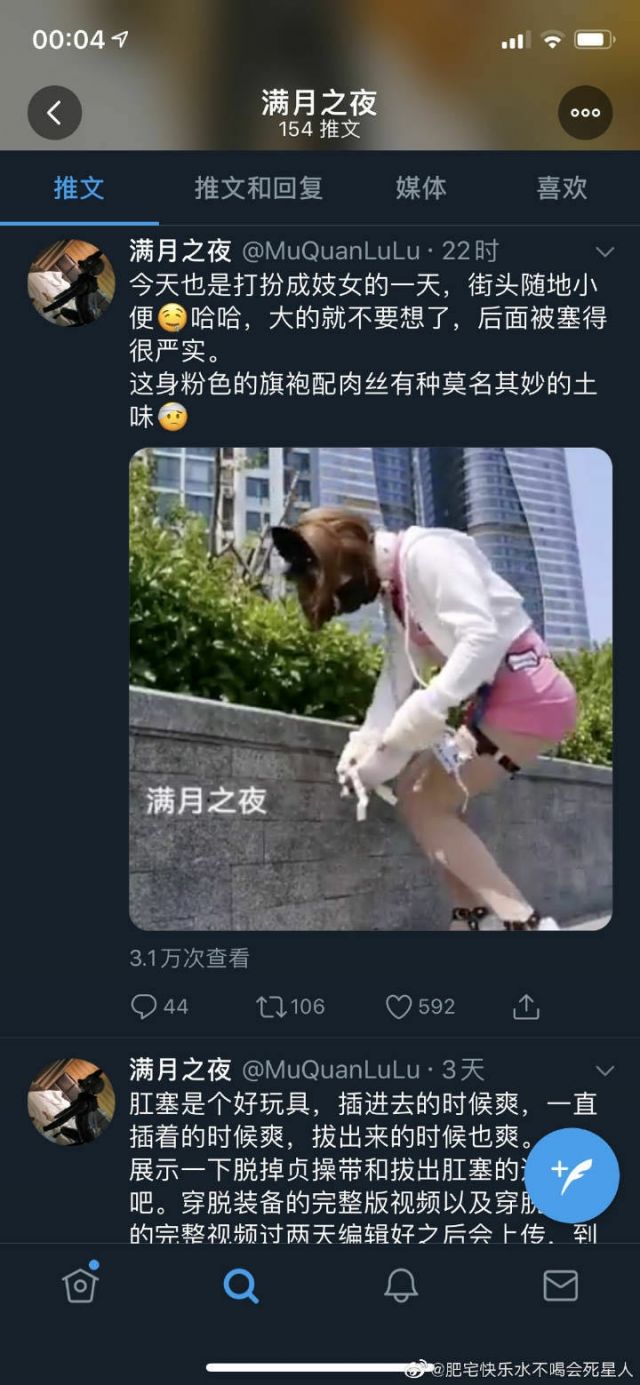 00:04
满月之夜
154 推文
推文 推文和回复 媒体 喜欢
满月之夜 @MuQuanLuLu · 22时
今天也是打扮成妓女的一天，街头随地小
便🤤哈哈，大的就不要想了，后面被塞得
很严实。
这身粉色的旗袍配肉丝有种莫名其妙的土
味🤕
满月之夜
3.1万次查看
44 106 592
满月之夜 @MuQuanLuLu · 3天
肛塞是个好玩具，插进去的时候爽，一直
插着的时候爽，拔出来的时候也爽。
展示一下脱掉贞操带和拔出肛塞的
吧。穿脱装备的完整版视频以及穿脱
的完整视频过两天编辑好之后会上传，到
@肥宅快乐水不喝会死星人